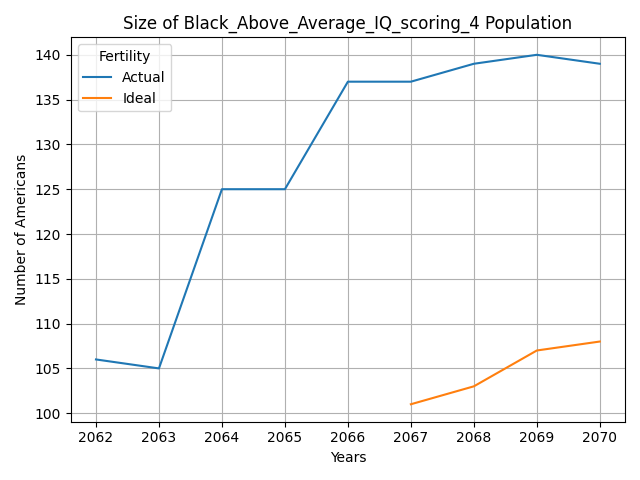 Size of Black_Above_Average_IQ_scoring_4 Population
Fertility
Actual
Ideal
Number of Americans
140
135
130
125
120
115
110
105
100
2062 2063 2064 2065 2066 2067 2068 2069 2070
Years